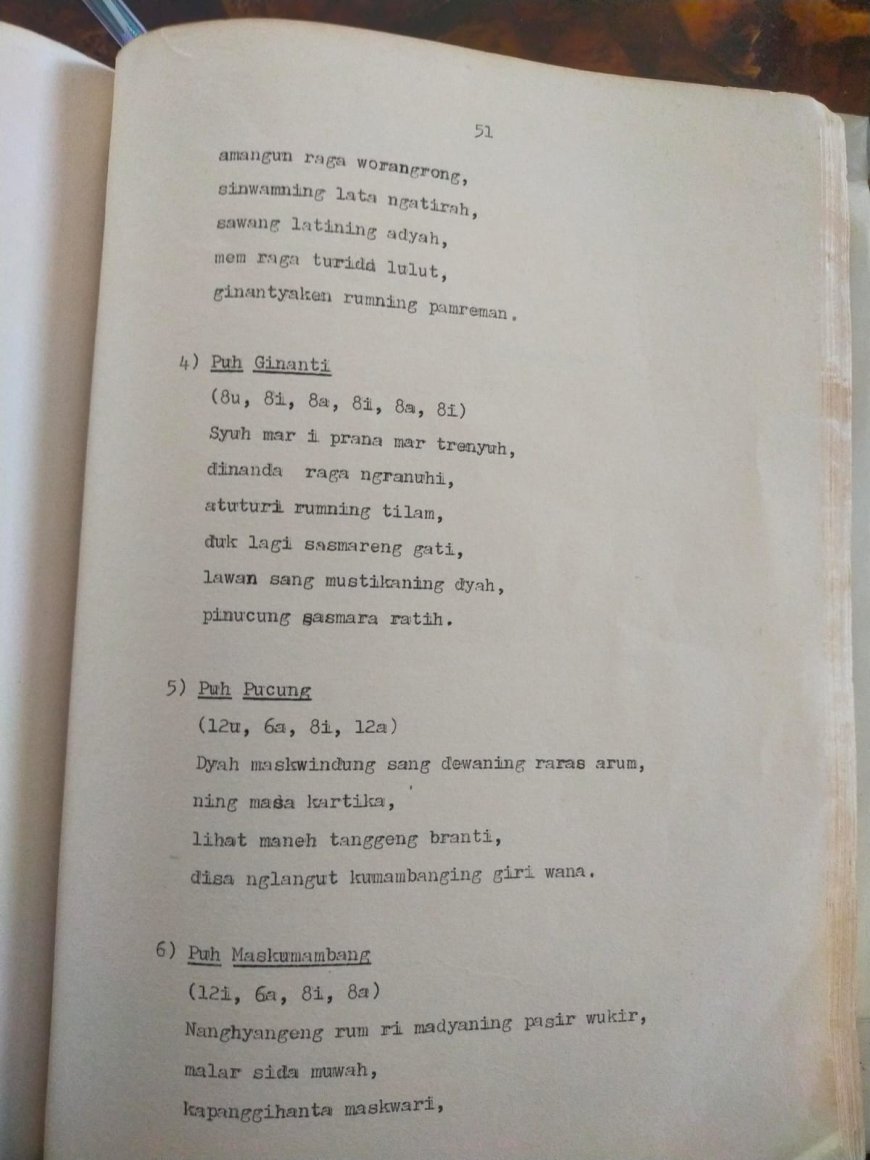 51
amangun raga worangrong,
sinwamning lata ngatirah,
sawang latining adyah,
mem raga turida lulut,
ginantyaken rumning pamreman.
4) Puh Ginanti
(8u, 8i, 8a, 8i, 8a, 8i)
Syuh mar i prana mar trenyuh,
dinanda raga ngranuhi,
atuturi rumning tilam,
duk lagi sasmareng gati,
lawan sang mustikaning dyah,
pinucung sasmara ratih.
5) Puh Pucung
(12u, 6a, 8i, 12a)
Dyah maskwindung sang dewaning raras arum,
ning masa kartika,
lihat maneh tanggeng branti,
disa nglangut kumambanging giri wana.
6) Puh Maskumambang
(12i, 6a, 8i, 8a)
Nanghyangeng rum ri madyaning pasir wukir,
malar sida muwah,
kapanggihanta maskwari,